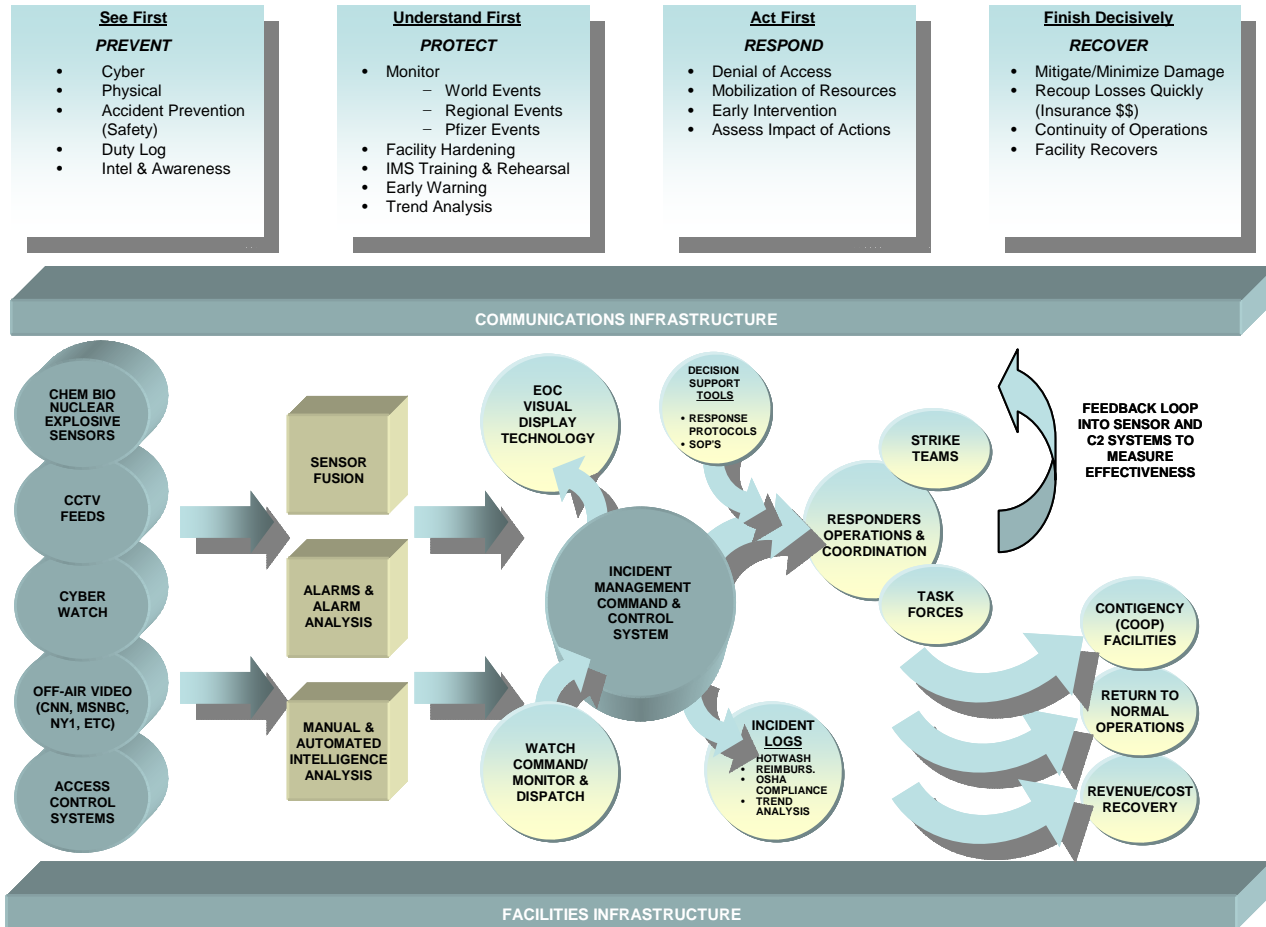 See First
PREVENT
• Cyber
• Physical
• Accident Prevention
(Safety)
• Duty Log
• Intel & Awareness
Understand First
PROTECT
• Monitor
– World Events
– Regional Events
– Pfizer Events
• Facility Hardening
• IMS Training & Rehearsal
• Early Warning
• Trend Analysis
Act First
RESPOND
• Denial of Access
• Mobilization of Resources
• Early Intervention
• Assess Impact of Actions
Finish Decisively
RECOVER
• Mitigate/Minimize Damage
• Recoup Losses Quickly
(Insurance $$)
• Continuity of Operations
• Facility Recovers
COMMUNICATIONS INFRASTRUCTURE
CHEM BIO
NUCLEAR
EXPLOSIVE
SENSORS
CCTV
FEEDS
CYBER
WATCH
OFF-AIR VIDEO
(CNN, MSNBC,
NY1, ETC)
ACCESS
CONTROL
SYSTEMS
SENSOR
FUSION
ALARMS &
ALARM
ANALYSIS
MANUAL &
AUTOMATED
INTELLIGENCE
ANALYSIS
EOC
VISUAL
DISPLAY
TECHNOLOGY
DECISION
SUPPORT
TOOLS
• RESPONSE
PROTOCOLS
• SOP'S
INCIDENT
MANAGEMENT
COMMAND &
CONTROL
SYSTEM
WATCH
COMMAND/
MONITOR &
DISPATCH
INCIDENT
LOGS
• HOTWASH
• REIMBURS.
• OSHA
COMPLIANCE
• TREND
ANALYSIS
STRIKE
TEAMS
RESPONDERS
OPERATIONS &
COORDINATION
TASK
FORCES
FEEDBACK LOOP
INTO SENSOR AND
C2 SYSTEMS TO
MEASURE
EFFECTIVENESS
CONTIGENCY
(COOP)
FACILITIES
RETURN TO
NORMAL
OPERATIONS
REVENUE/COST
RECOVERY
FACILITIES INFRASTRUCTURE